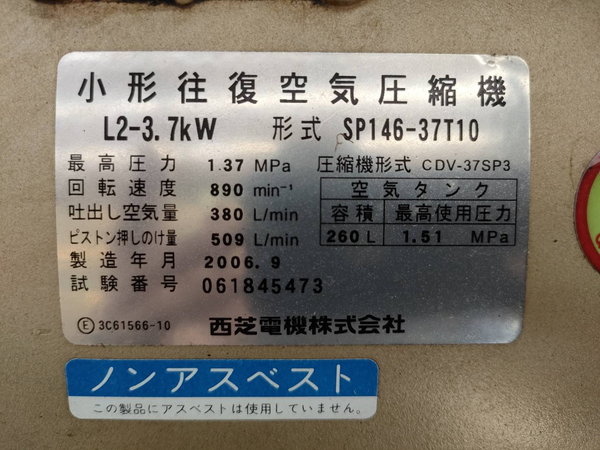 小形往復空気圧縮機
L2-3.7kW 形式 SP146-37T10
最高圧力 1.37 MPa 圧縮機形式 CDV-37SP3
回転速度 890 min⁻¹ 空気タンク
吐出し空気量 380 L/min 容積 最高使用圧力
ピストン押しのけ量 509 L/min 260 L 1.51 MPa
製造年月 2006.9
試験番号 061845473
Ⓔ 3C61566-10 西芝電機株式会社
ノンアスベスト
この製品にアスベストは使用していません。